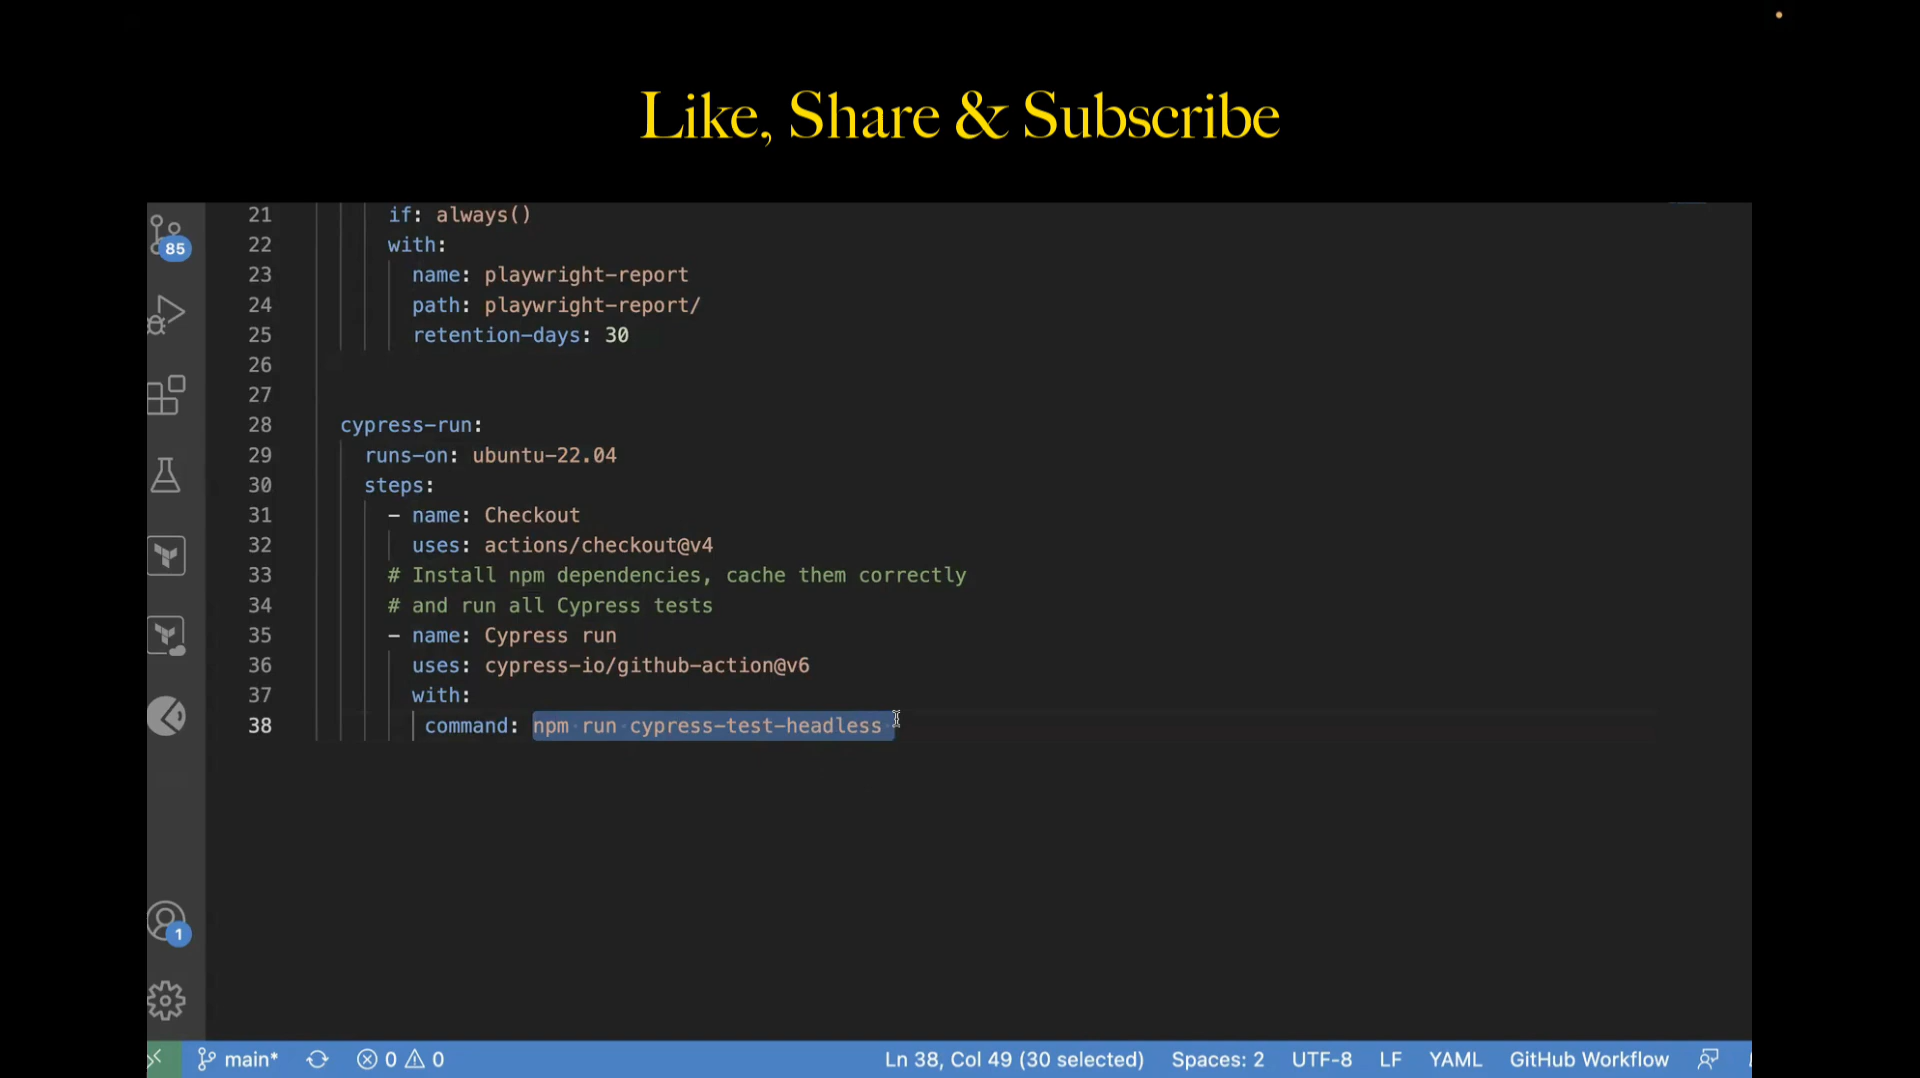 Like, Share & Subscribe
85
21 if: always()
22 with:
23 name: playwright-report
24 path: playwright-report/
25 retention-days: 30
26
27
28 cypress-run:
29 runs-on: ubuntu-22.04
30 steps:
31 - name: Checkout
32 uses: actions/checkout@v4
33 # Install npm dependencies, cache them correctly
34 # and run all Cypress tests
35 - name: Cypress run
36 uses: cypress-io/github-action@v6
37 with:
38 command: npm run cypress-test-headless
1
main* 0 0 Ln 38, Col 49 (30 selected) Spaces: 2 UTF-8 LF YAML GitHub Workflow